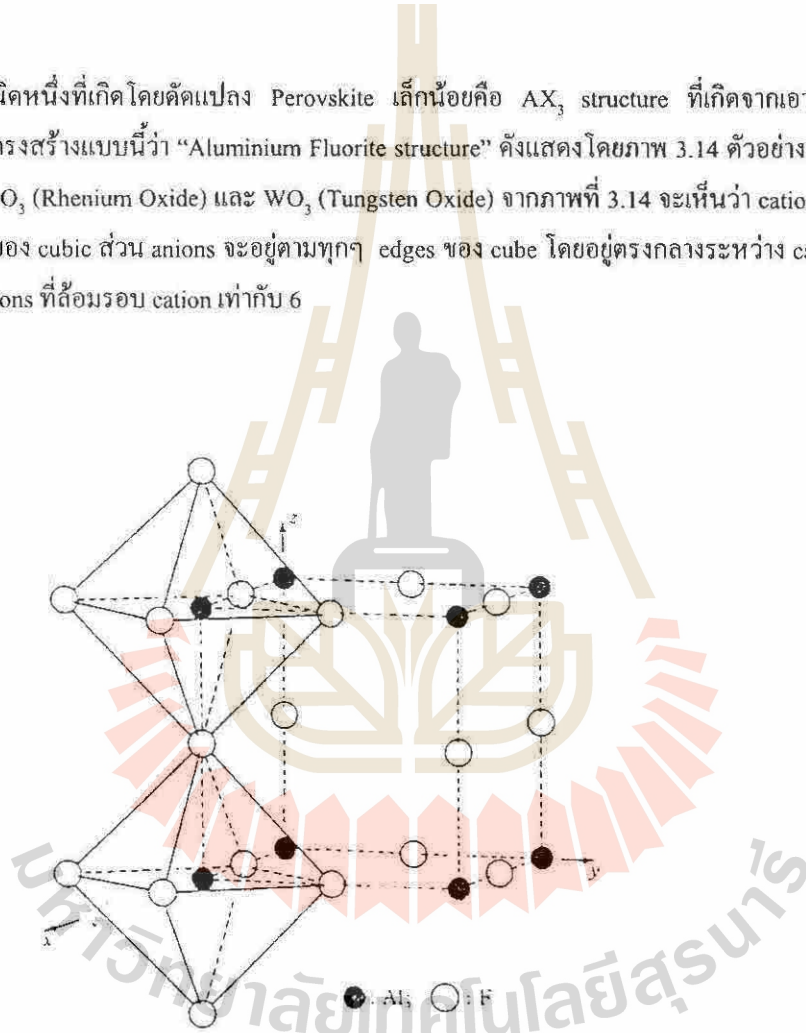 นิดหนึ่งที่เกิดโดยดัดแปลง Perovskite เล็กน้อยคือ AX₃ structure ที่เกิดจากเอา
ครงสร้างแบบนี้ว่า “Aluminium Fluorite structure” ดังแสดงโดยภาพ 3.14 ตัวอย่าง
O₃ (Rhenium Oxide) และ WO₃ (Tungsten Oxide) จากภาพที่ 3.14 จะเห็นว่า cation
ของ cubic ส่วน anions จะอยู่ตามทุกๆ edges ของ cube โดยอยู่ตรงกลางระหว่าง ca
ons ที่ล้อมรอบ cation เท่ากับ 6
z
y
x
: Al; : F
วิทยาลัยเทคโนโลยีสุรนาร